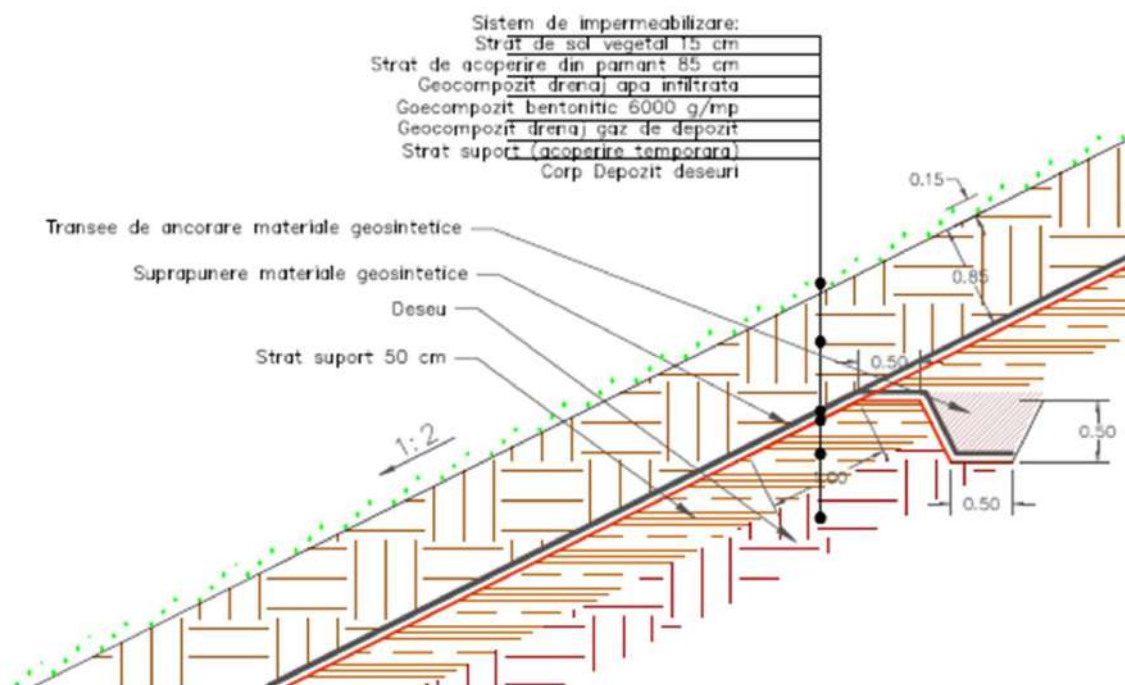 Sistem de impermeabilizare:
Strat de sol vegetal 15 cm
Strat de acoperire din pamant 85 cm
Geocompozit drenaj apa infiltrata
Goecompozit bentonitic 6000 g/mp
Geocompozit drenaj gaz de depozit
Strat suport (acoperire temporara)
Corp Depozit deseuri
0.15
Transee de ancorare materiale geosintetice
Suprapunere materiale geosintetice
0.85
Deseu
Strat suport 50 cm
0.50
1:2
0.50
1.00
0.50